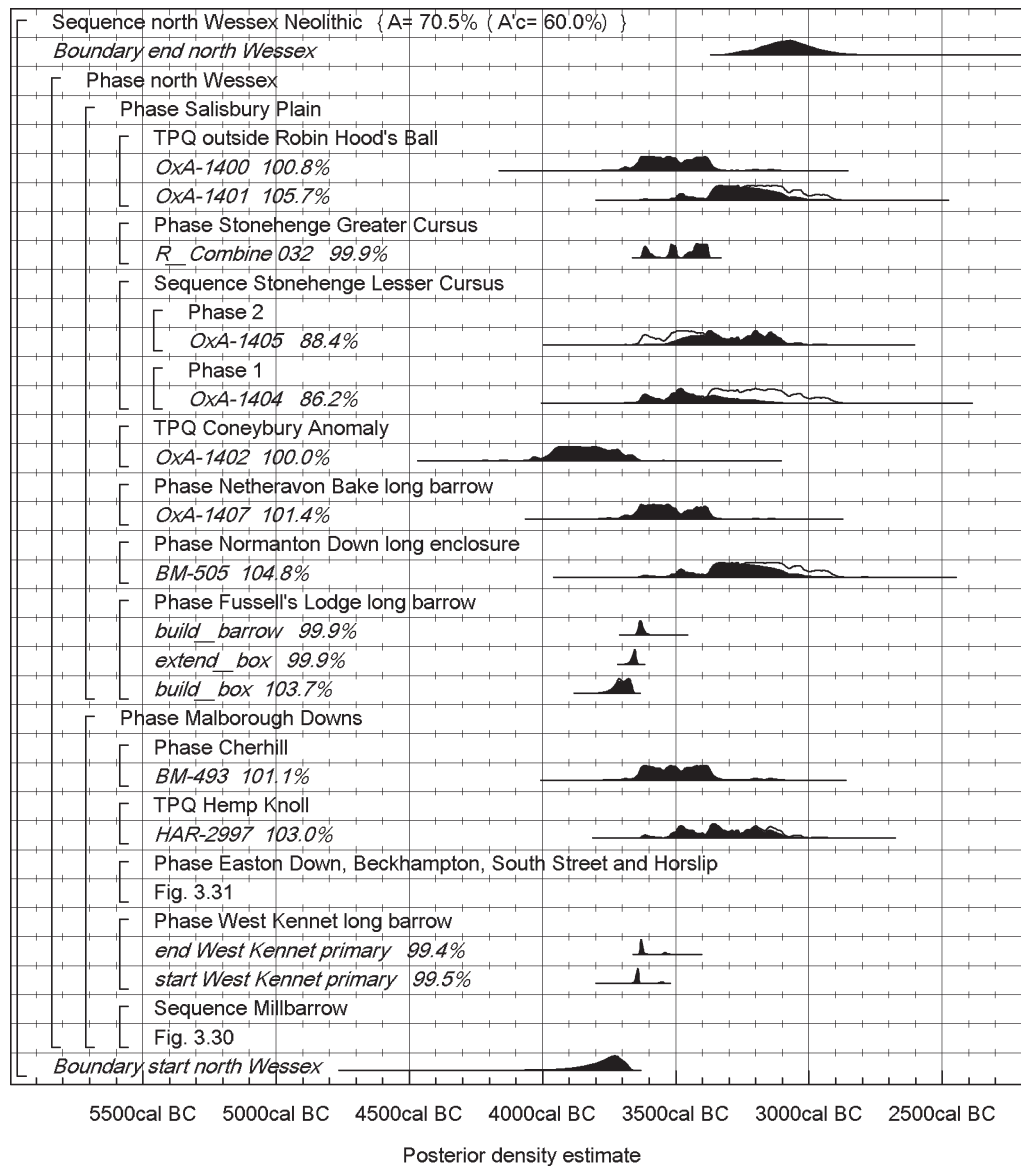 Sequence north Wessex Neolithic { A= 70.5% ( A'c= 60.0%) }
Boundary end north Wessex
Phase north Wessex
Phase Salisbury Plain
TPQ outside Robin Hood's Ball
OxA-1400 100.8%
OxA-1401 105.7%
Phase Stonehenge Greater Cursus
R__Combine 032 99.9%
Sequence Stonehenge Lesser Cursus
Phase 2
OxA-1405 88.4%
Phase 1
OxA-1404 86.2%
TPQ Coneybury Anomaly
OxA-1402 100.0%
Phase Netheravon Bake long barrow
OxA-1407 101.4%
Phase Normanton Down long enclosure
BM-505 104.8%
Phase Fussell's Lodge long barrow
build__barrow 99.9%
extend__box 99.9%
build__box 103.7%
Phase Malborough Downs
Phase Cherhill
BM-493 101.1%
TPQ Hemp Knoll
HAR-2997 103.0%
Phase Easton Down, Beckhampton, South Street and Horslip
Fig. 3.31
Phase West Kennet long barrow
end West Kennet primary 99.4%
start West Kennet primary 99.5%
Sequence Millbarrow
Fig. 3.30
Boundary start north Wessex
5500cal BC 5000cal BC 4500cal BC 4000cal BC 3500cal BC 3000cal BC 2500cal BC
Posterior density estimate